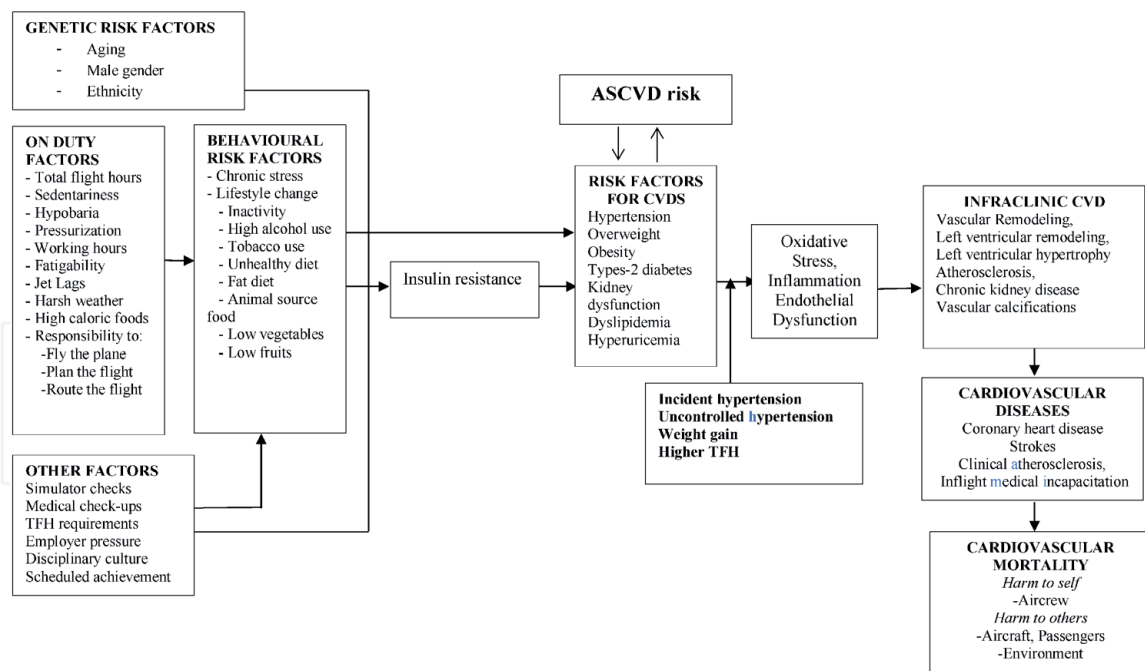 GENETIC RISK FACTORS
- Aging
- Male gender
- Ethnicity
ON DUTY
FACTORS
- Total flight hours
- Sedentariness
- Hypobaria
- Pressurization
- Working hours
- Fatigability
- Jet Lags
- Harsh weather
- High caloric foods
- Responsibility to:
-Fly the plane
-Plan the flight
-Route the flight
BEHAVIOURAL
RISK FACTORS
- Chronic stress
- Lifestyle change
- Inactivity
- High alcohol use
- Tobacco use
- Unhealthy diet
- Fat diet
- Animal source
food
- Low vegetables
- Low fruits
OTHER FACTORS
Simulator checks
Medical check-ups
TFH requirements
Employer pressure
Disciplinary culture
Scheduled achievement
Insulin resistance
ASCVD risk
RISK FACTORS
FOR CVDS
Hypertension
Overweight
Obesity
Types-2 diabetes
Kidney
dysfunction
Dyslipidemia
Hyperuricemia
Incident hypertension
Uncontrolled hypertension
Weight gain
Higher TFH
Oxidative
Stress,
Inflammation
Endothelial
Dysfunction
INFRACLINIC CVD
Vascular Remodeling,
Left ventricular remodeling,
Left ventricular hypertrophy
Atherosclerosis,
Chronic kidney disease
Vascular calcifications
CARDIOVASCULAR
DISEASES
Coronary heart disease
Strokes
Clinical atherosclerosis,
Inflight medical incapacitation
CARDIOVASCULAR
MORTALITY
Harm to self
-Aircrew
Harm to others
-Aircraft, Passengers
-Environment